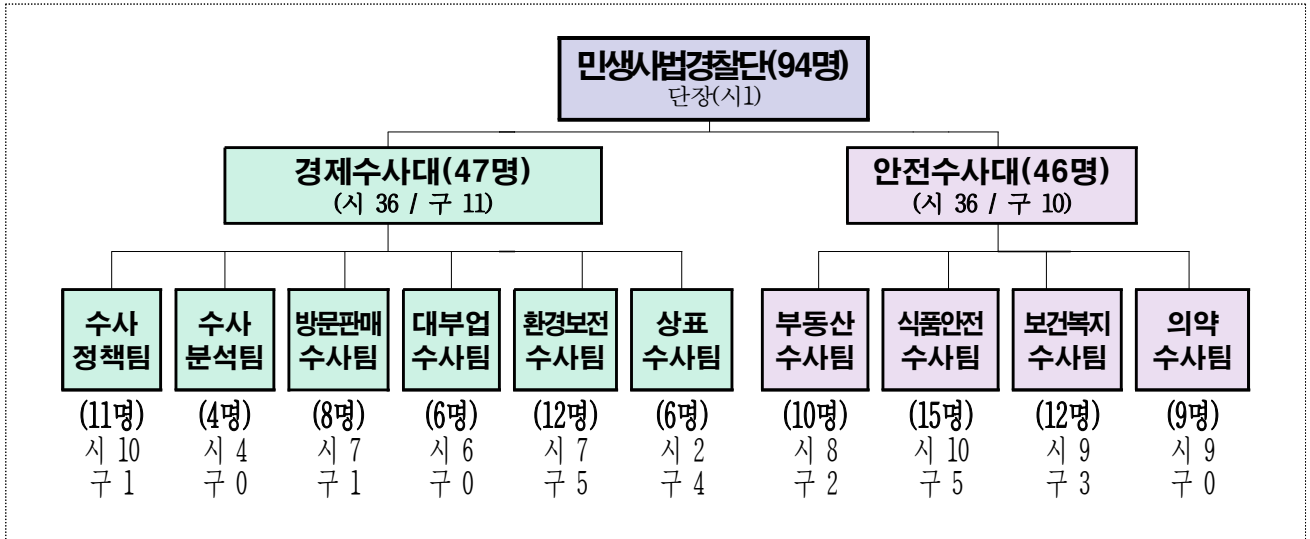 민생사법경찰단(94명)
단장(시1)
경제수사대(47명)
(시 36 / 구 11)
안전수사대(46명)
(시 36 / 구 10)
수사
정책팀
(11명)
시 10
구 1
수사
분석팀
(4명)
시 4
구 0
방문판매
수사팀
(8명)
시 7
구 1
대부업
수사팀
(6명)
시 6
구 0
환경보전
수사팀
(12명)
시 7
구 5
상표
수사팀
(6명)
시 2
구 4
부동산
수사팀
(10명)
시 8
구 2
식품안전
수사팀
(15명)
시 10
구 5
보건복지
수사팀
(12명)
시 9
구 3
의약
수사팀
(9명)
시 9
구 0